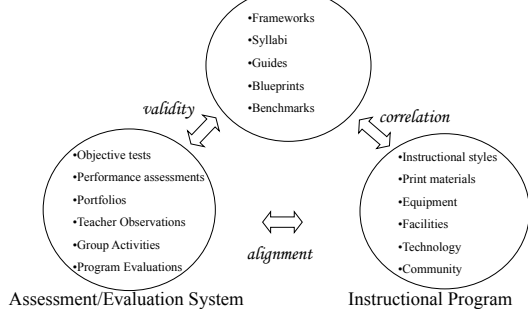 •Frameworks
•Syllabi
•Guides
•Blueprints
•Benchmarks
validity
correlation
•Objective tests
•Performance assessments
•Portfolios
•Teacher Observations
•Group Activities
•Program Evaluations
•Instructional styles
•Print materials
•Equipment
•Facilities
•Technology
•Community
alignment
Assessment/Evaluation System
Instructional Program